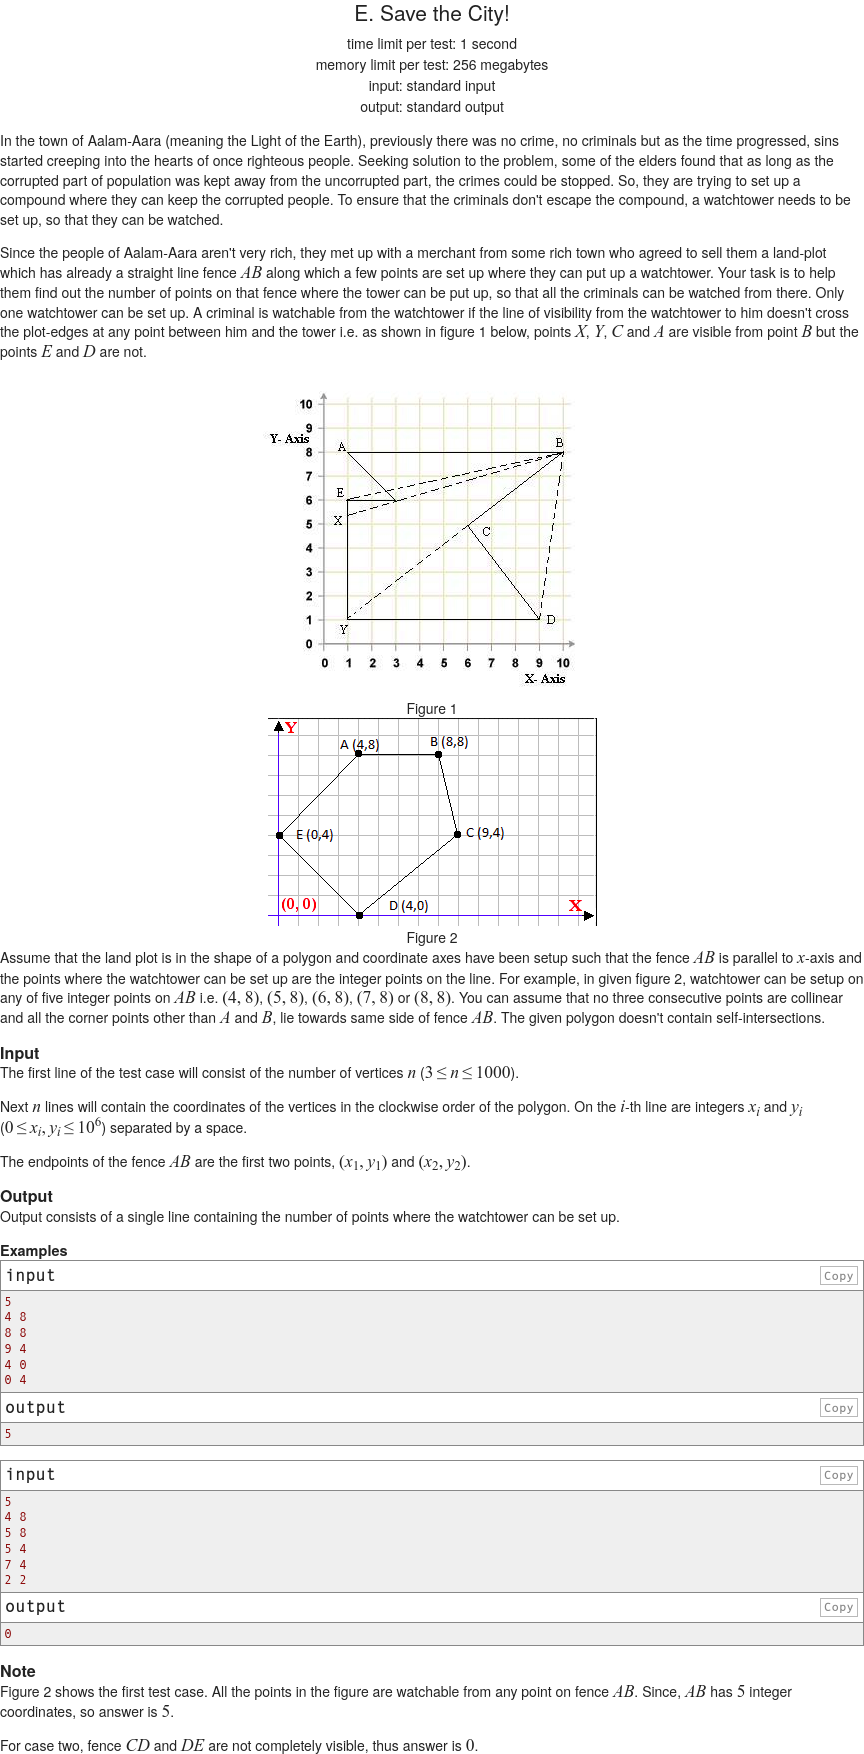 E. Save the City!
time limit per test: 1 second
memory limit per test: 256 megabytes
input: standard input
output: standard output
In the town of Aalam-Aara (meaning the Light of the Earth), previously there was no crime, no criminals but as the time progressed, sins
started creeping into the hearts of once righteous people. Seeking solution to the problem, some of the elders found that as long as the
corrupted part of population was kept away from the uncorrupted part, the crimes could be stopped. So, they are trying to set up a
compound where they can keep the corrupted people. To ensure that the criminals don't escape the compound, a watchtower needs to be
set up, so that they can be watched.
Since the people of Aalam-Aara aren't very rich, they met up with a merchant from some rich town who agreed to sell them a land-plot
which has already a straight line fence AB along which a few points are set up where they can put up a watchtower. Your task is to help
them find out the number of points on that fence where the tower can be put up, so that all the criminals can be watched from there. Only
one watchtower can be set up. A criminal is watchable from the watchtower if the line of visibility from the watchtower to him doesn't cross
the plot-edges at any point between him and the tower i.e. as shown in figure 1 below, points X, Y, C and A are visible from point B but the
points E and D are not.
10
9
Y- Axis
8
7
6
5
4
3
2
1
0
A
B
E
X
C
Y
D
0 1 2 3 4 5 6 7 8 9 10
X- Axis
Figure 1
Y
A (4,8)
B (8,8)
E (0,4)
C (9,4)
(0, 0)
D (4,0)
X
Figure 2
Assume that the land plot is in the shape of a polygon and coordinate axes have been setup such that the fence AB is parallel to x-axis and
the points where the watchtower can be set up are the integer points on the line. For example, in given figure 2, watchtower can be setup on
any of five integer points on AB i.e. (4, 8), (5, 8), (6, 8), (7, 8) or (8, 8). You can assume that no three consecutive points are collinear
and all the corner points other than A and B, lie towards same side of fence AB. The given polygon doesn't contain self-intersections.
Input
The first line of the test case will consist of the number of vertices n (3 ≤ n ≤ 1000).
Next n lines will contain the coordinates of the vertices in the clockwise order of the polygon. On the i-th line are integers xᵢ and yᵢ
(0 ≤ xᵢ, yᵢ ≤ 10⁶) separated by a space.
The endpoints of the fence AB are the first two points, (x₁, y₁) and (x₂, y₂).
Output
Output consists of a single line containing the number of points where the watchtower can be set up.
Examples
input
Copy
5
4 8
8 8
9 4
4 0
0 4
output
Copy
5
input
Copy
5
4 8
5 8
5 4
7 4
2 2
output
Copy
0
Note
Figure 2 shows the first test case. All the points in the figure are watchable from any point on fence AB. Since, AB has 5 integer
coordinates, so answer is 5.
For case two, fence CD and DE are not completely visible, thus answer is 0.